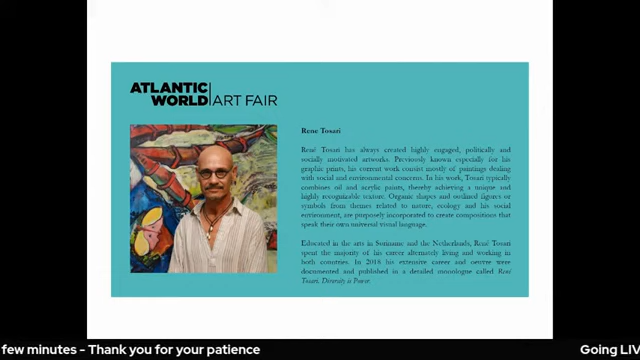 ATLANTIC
WORLD ART FAIR
Rene Tosari
René Tosari has always created highly engaged, politically and
socially motivated artworks. Previously known especially for his
graphic prints, his current work consist mostly of paintings dealing
with social and environmental concerns. In his work, Tosari typically
combines oil and acrylic paints, thereby achieving a unique and
highly recognizable texture. Organic shapes and outlined figures or
symbols from themes related to nature, ecology and his social
environment, are purposely incorporated to create compositions that
speak their own universal visual language.
Educated in the arts in Suriname and the Netherlands, René Tosari
spent the majority of his career alternately living and working in
both countries. In 2018 his extensive career and oeuvre were
documented and published in a detailed monologue called René
Tosari. Diversity is Power.
few minutes - Thank you for your patience
Going LIV